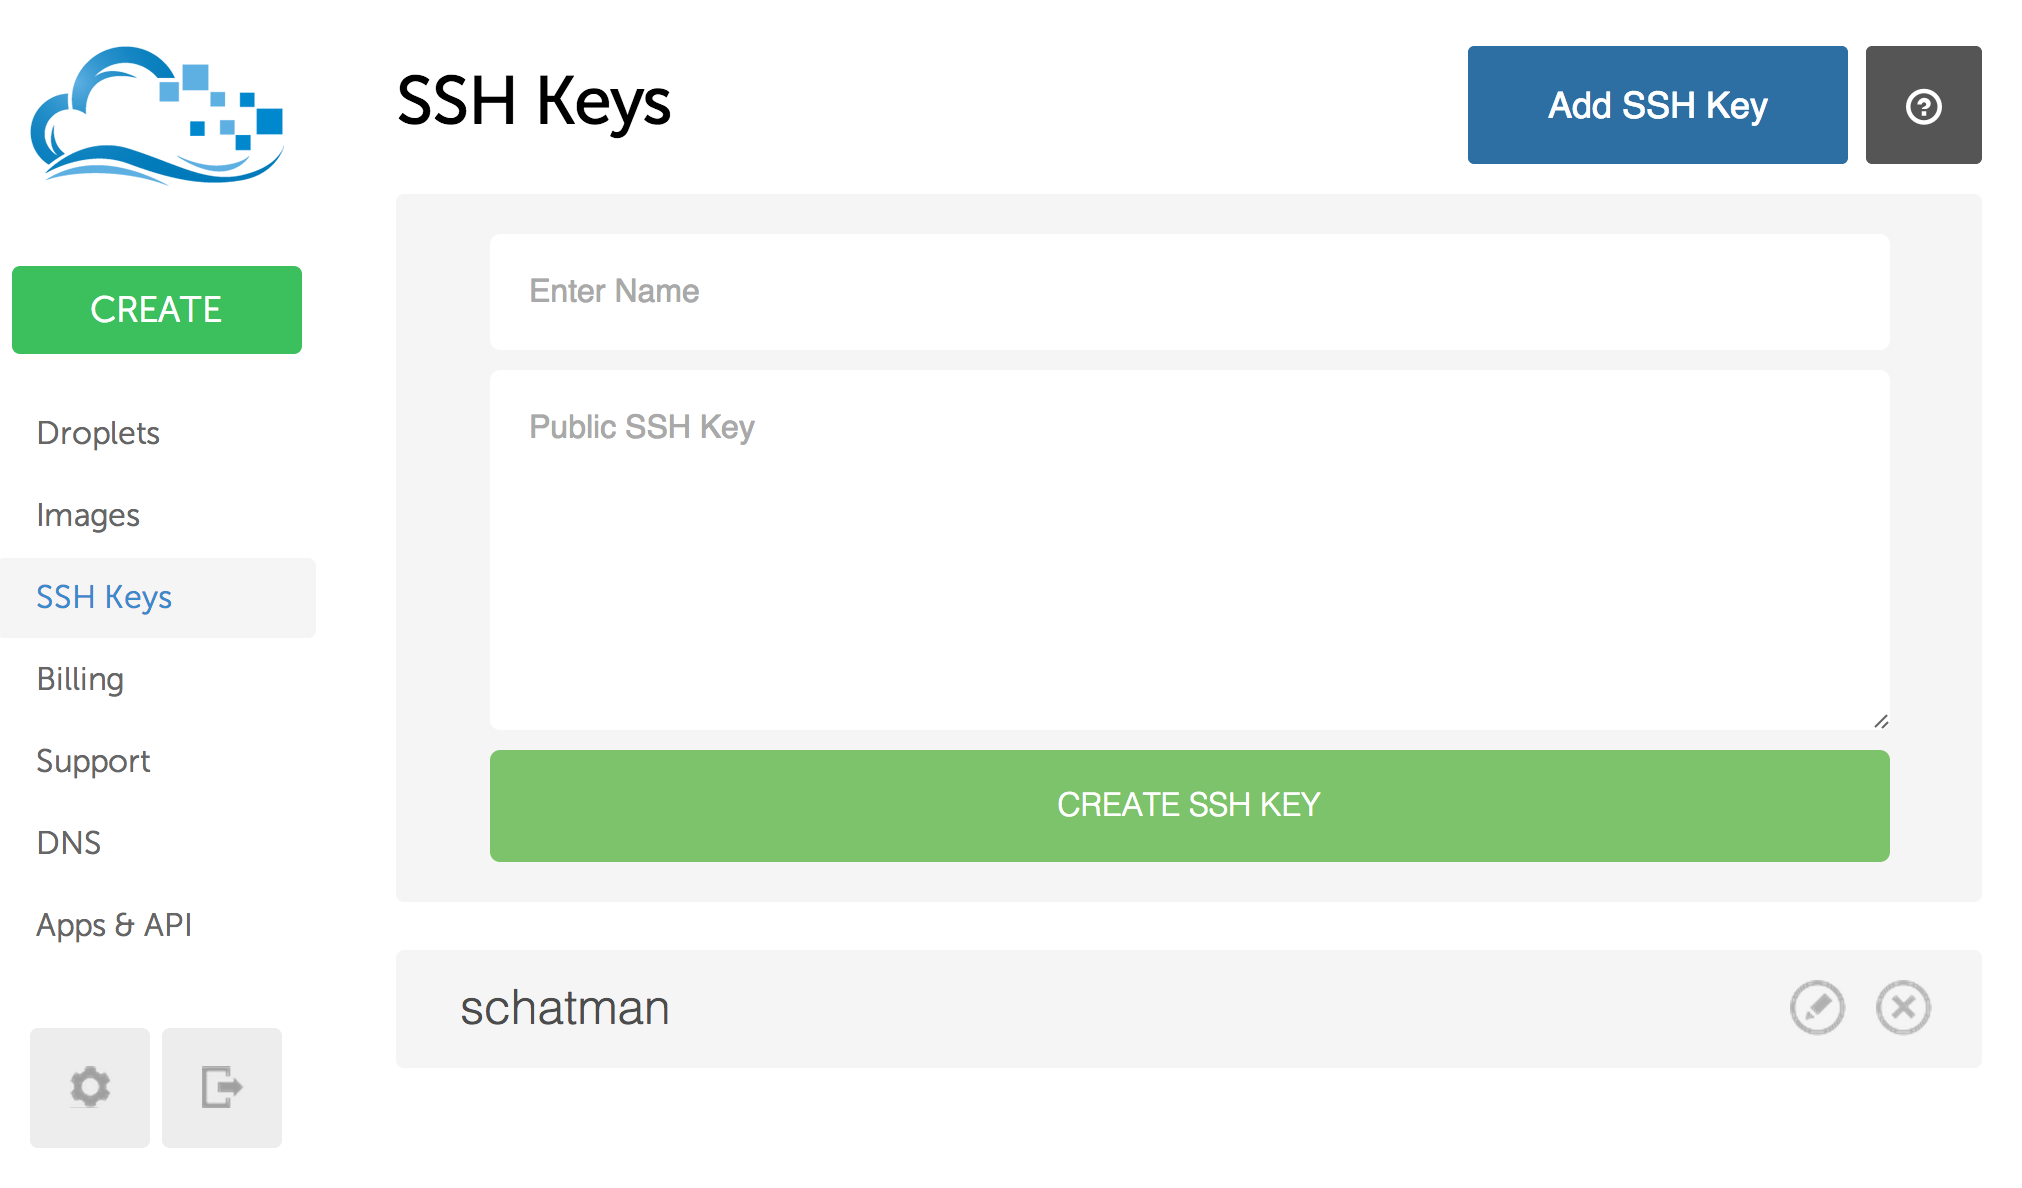 SSH Keys
Add SSH Key
CREATE
Droplets
Images
SSH Keys
Billing
Support
DNS
Apps & API
Enter Name
Public SSH Key
CREATE SSH KEY
schatman